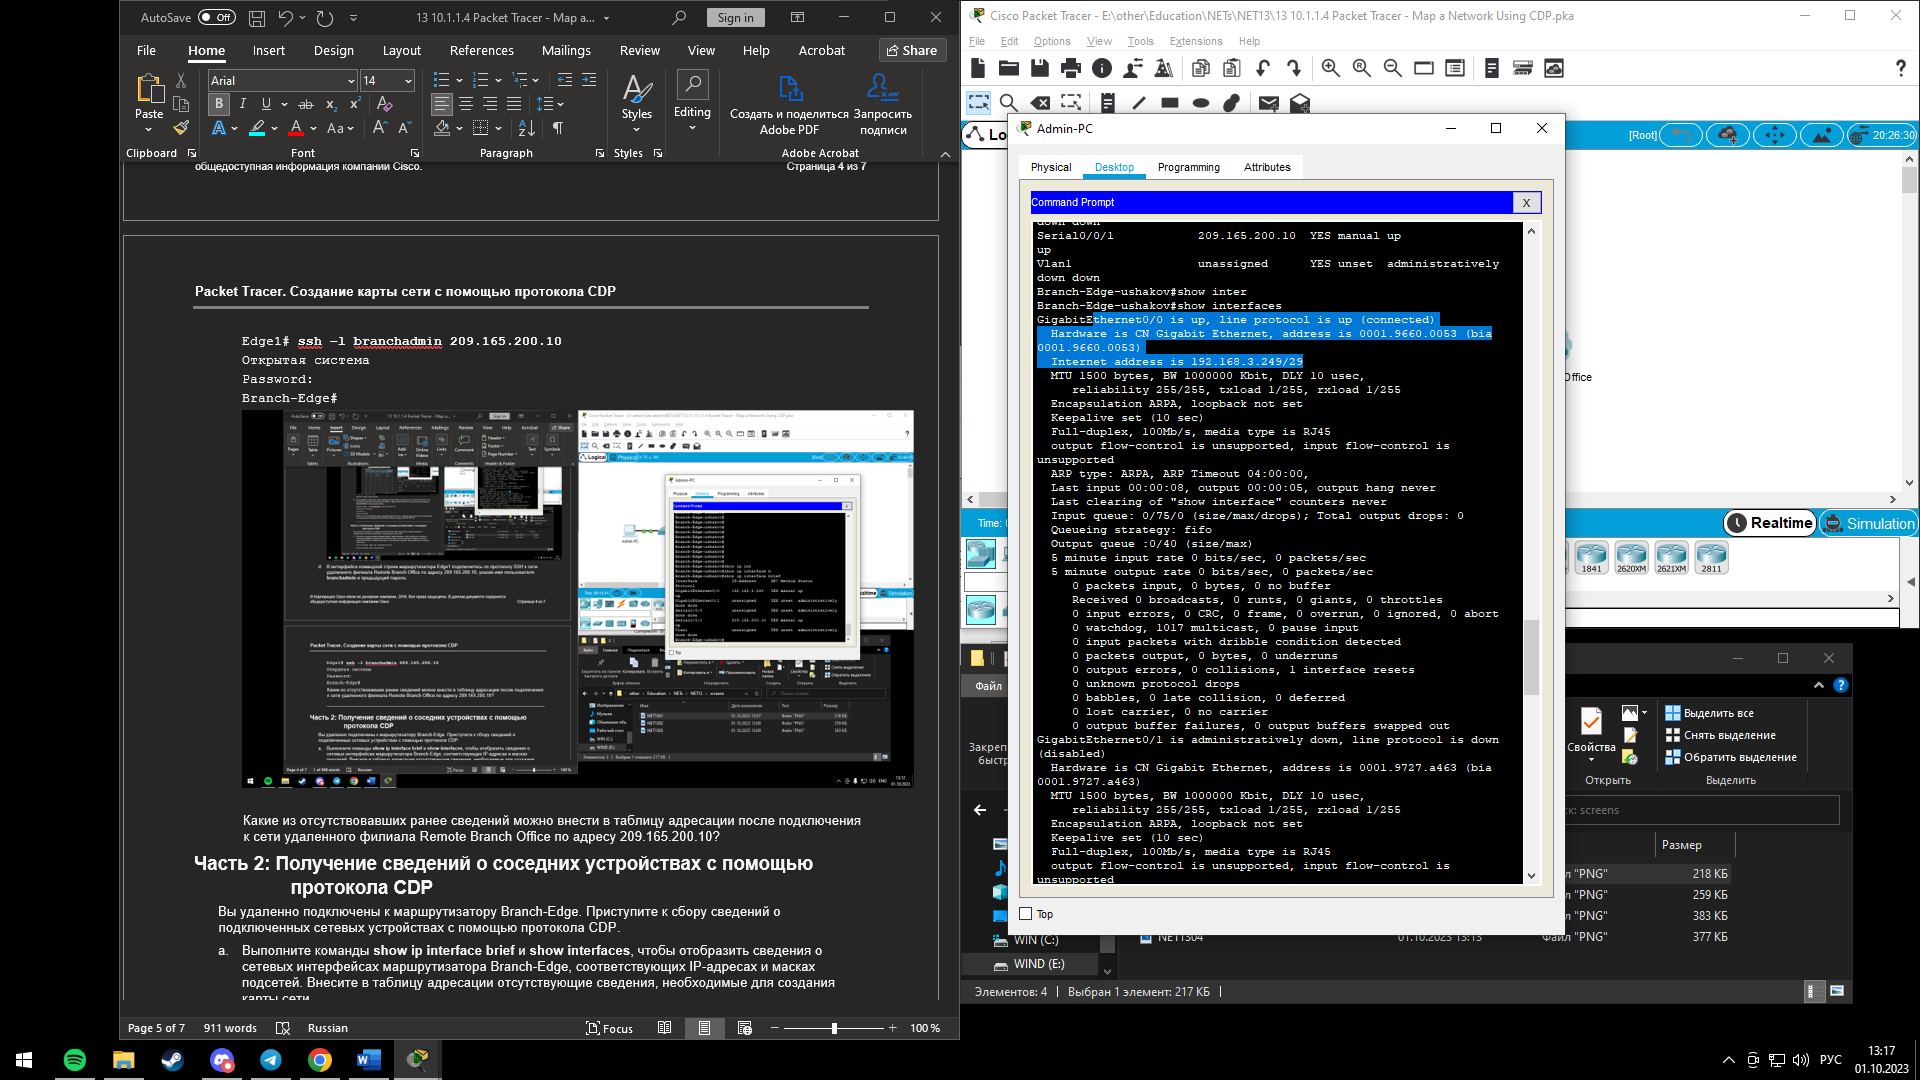 AutoSave
Off
13 10.1.1.4 Packet Tracer - Map a...
Sign in
File
Home
Insert
Design
Layout
References
Mailings
Review
View
Help
Acrobat
Share
Paste
Clipboard
Arial
14
Font
Paragraph
Styles
Styles
Editing
Создать и поделиться
Adobe PDF
Запросить
подписи
Adobe Acrobat
общедоступная информация компании Cisco.
Страница 4 из 7
Packet Tracer. Создание карты сети с помощью протокола CDP
Edge1# ssh –l branchadmin 209.165.200.10
Открытая система
Password:
Branch-Edge#
Какие из отсутствовавших ранее сведений можно внести в таблицу адресации после подключения
к сети удаленного филиала Remote Branch Office по адресу 209.165.200.10?
Часть 2: Получение сведений о соседних устройствах с помощью
протокола CDP
Вы удаленно подключены к маршрутизатору Branch-Edge. Приступите к сбору сведений о
подключенных сетевых устройствах с помощью протокола CDP.
a. Выполните команды show ip interface brief и show interfaces, чтобы отобразить сведения о
сетевых интерфейсах маршрутизатора Branch-Edge, соответствующих IP-адресах и масках
подсетей. Внесите в таблицу адресации отсутствующие сведения, необходимые для создания
карты сети.
Page 5 of 7
911 words
Russian
Focus
100 %
Cisco Packet Tracer - E:\other\Education\NETs\NET13\13 10.1.1.4 Packet Tracer - Map a Network Using CDP.pka
File
Edit
Options
View
Tools
Extensions
Help
[Root]
20:26:30
Office
Realtime
Simulation
1841
2620XM
2621XM
2811
Admin-PC
Physical
Desktop
Programming
Attributes
Command Prompt
X
down down
Serial0/0/1 209.165.200.10 YES manual up
up
Vlan1 unassigned YES unset administratively
down down
Branch-Edge-ushakov#show inter
Branch-Edge-ushakov#show interfaces
GigabitEthernet0/0 is up, line protocol is up (connected)
Hardware is CN Gigabit Ethernet, address is 0001.9660.0053 (bia
0001.9660.0053)
Internet address is 192.168.3.249/29
MTU 1500 bytes, BW 1000000 Kbit, DLY 10 usec,
reliability 255/255, txload 1/255, rxload 1/255
Encapsulation ARPA, loopback not set
Keepalive set (10 sec)
Full-duplex, 100Mb/s, media type is RJ45
output flow-control is unsupported, input flow-control is
unsupported
ARP type: ARPA, ARP Timeout 04:00:00,
Last input 00:00:08, output 00:00:05, output hang never
Last clearing of "show interface" counters never
Input queue: 0/75/0 (size/max/drops); Total output drops: 0
Queueing strategy: fifo
Output queue :0/40 (size/max)
5 minute input rate 0 bits/sec, 0 packets/sec
5 minute output rate 0 bits/sec, 0 packets/sec
0 packets input, 0 bytes, 0 no buffer
Received 0 broadcasts, 0 runts, 0 giants, 0 throttles
0 input errors, 0 CRC, 0 frame, 0 overrun, 0 ignored, 0 abort
0 watchdog, 1017 multicast, 0 pause input
0 input packets with dribble condition detected
0 packets output, 0 bytes, 0 underruns
0 output errors, 0 collisions, 1 interface resets
0 unknown protocol drops
0 babbles, 0 late collision, 0 deferred
0 lost carrier, 0 no carrier
0 output buffer failures, 0 output buffers swapped out
GigabitEthernet0/1 is administratively down, line protocol is down
(disabled)
Hardware is CN Gigabit Ethernet, address is 0001.9727.a463 (bia
0001.9727.a463)
MTU 1500 bytes, BW 1000000 Kbit, DLY 10 usec,
reliability 255/255, txload 1/255, rxload 1/255
Encapsulation ARPA, loopback not set
Keepalive set (10 sec)
Full-duplex, 100Mb/s, media type is RJ45
output flow-control is unsupported, input flow-control is
unsupported
Top
Файл
Свойства
Выделить все
Снять выделение
Обратить выделение
Открыть
Выделить
screens
Размер
"PNG" 218 КБ
"PNG" 259 КБ
"PNG" 383 КБ
NET1304 01.10.2023 13:13 Файл "PNG" 377 КБ
WIN (C:)
WIND (E:)
Элементов: 4
Выбран 1 элемент: 217 КБ
РУС
13:17
01.10.2023